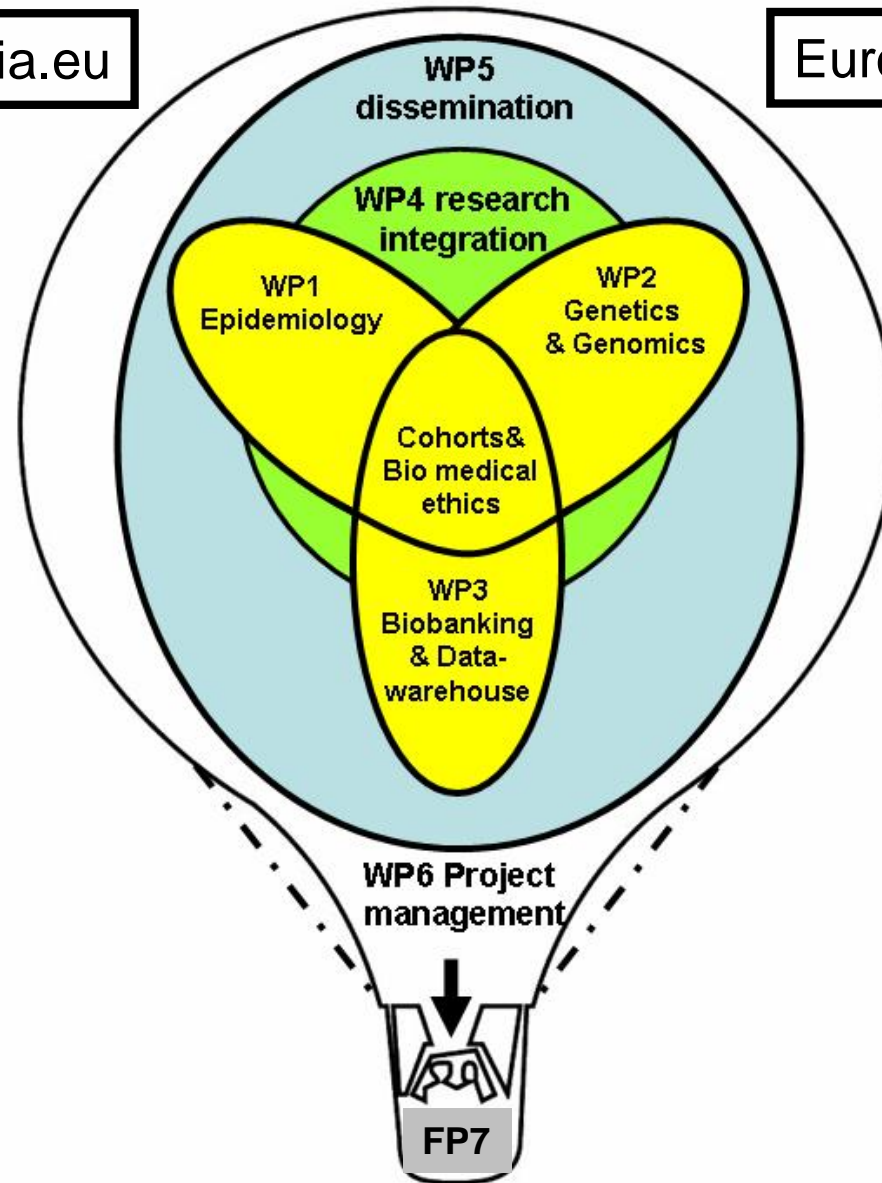 ia.eu
Eur
WP5
dissemination
WP4 research
integration
WP1
Epidemiology
WP2
Genetics
& Genomics
Cohorts&
Bio medical
ethics
WP3
Biobanking
& Data-
warehouse
WP6 Project
management
FP7